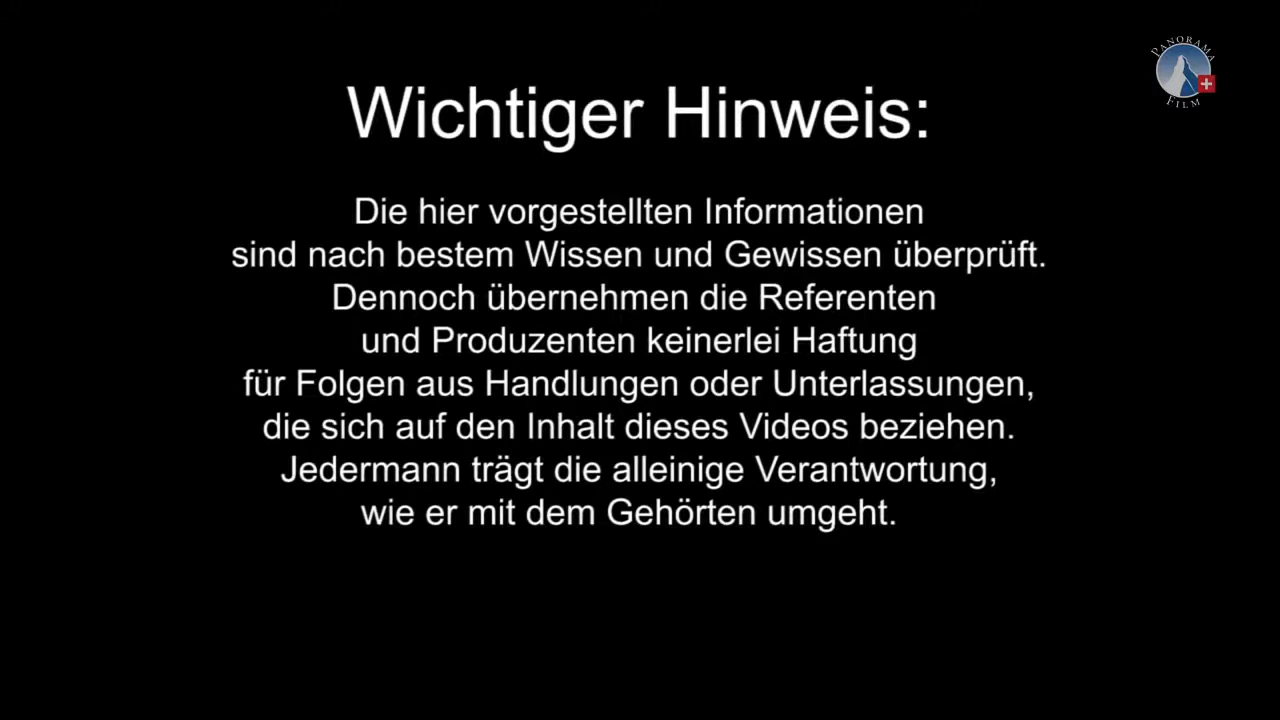 PANORAMA
FILM
Wichtiger Hinweis:
Die hier vorgestellten Informationen
sind nach bestem Wissen und Gewissen überprüft.
Dennoch übernehmen die Referenten
und Produzenten keinerlei Haftung
für Folgen aus Handlungen oder Unterlassungen,
die sich auf den Inhalt dieses Videos beziehen.
Jedermann trägt die alleinige Verantwortung,
wie er mit dem Gehörten umgeht.